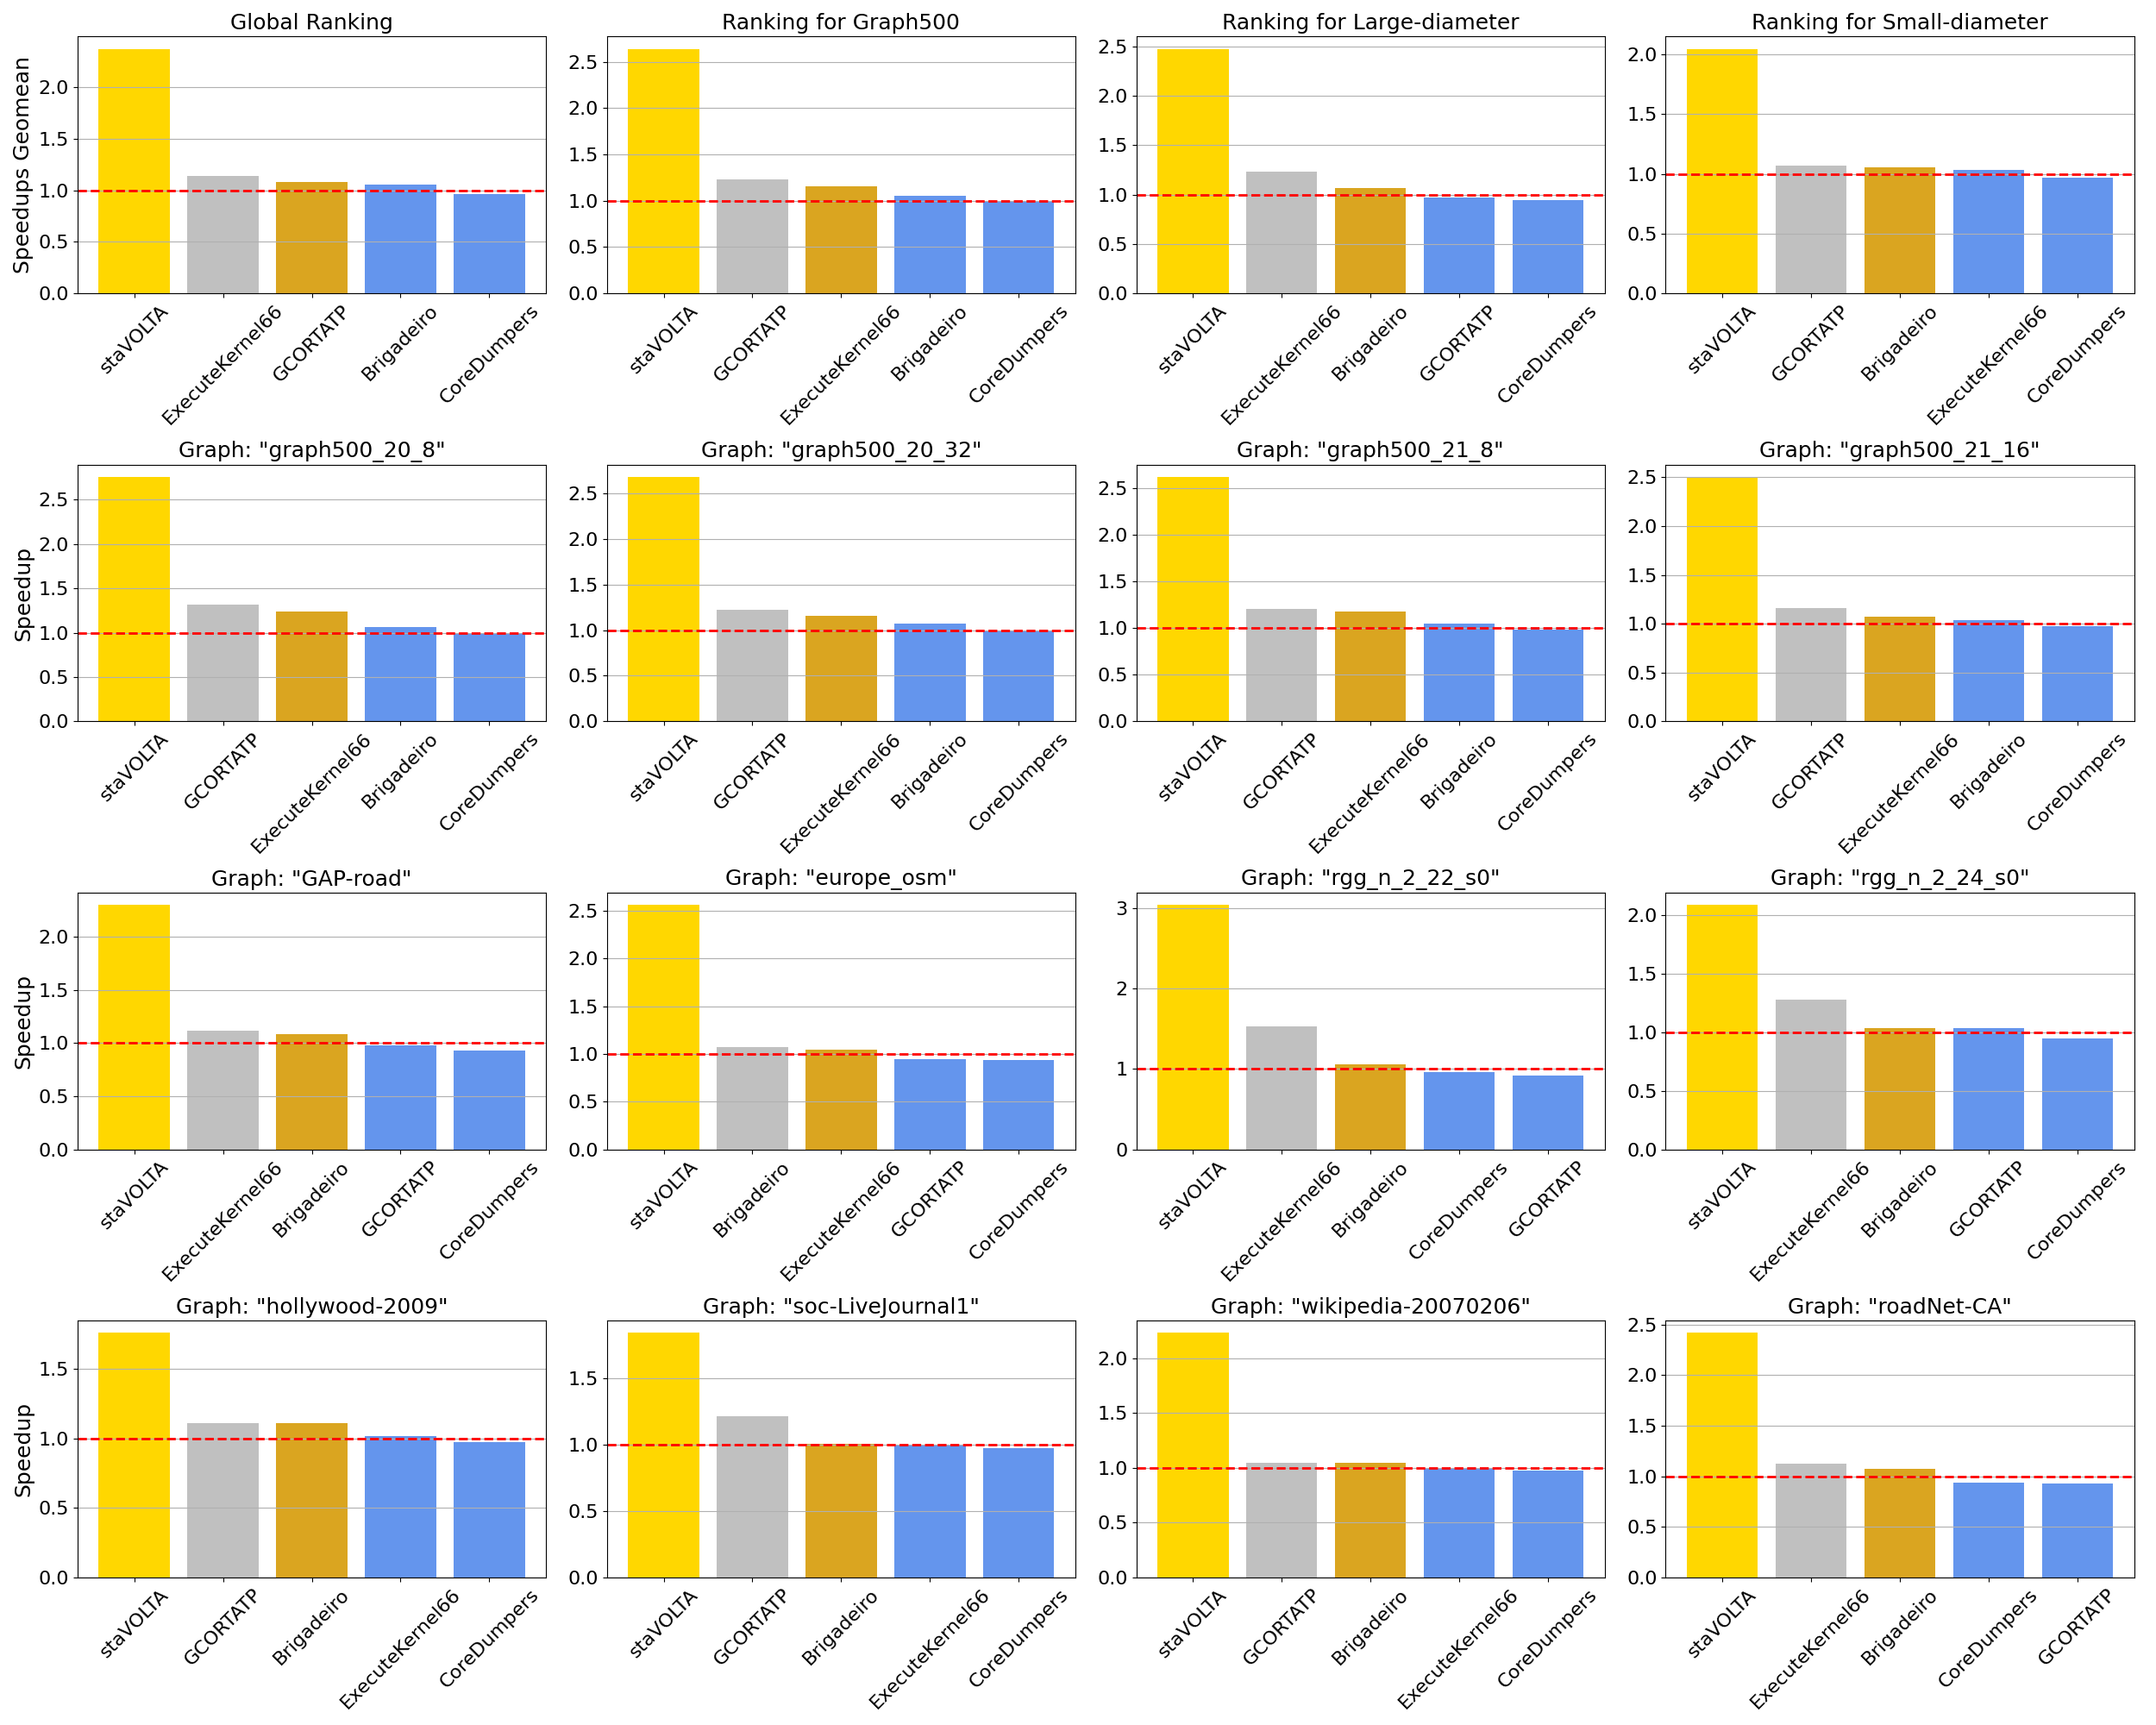 Global Ranking
Ranking for Graph500
Ranking for Large-diameter
Ranking for Small-diameter
Speedups Geomean
2.0
1.5
1.0
0.5
0.0
staVOLTA
ExecuteKernel66
GCORTATP
Brigadeiro
CoreDumpers
2.5
2.0
1.5
1.0
0.5
0.0
staVOLTA
GCORTATP
ExecuteKernel66
Brigadeiro
CoreDumpers
2.5
2.0
1.5
1.0
0.5
0.0
staVOLTA
ExecuteKernel66
Brigadeiro
GCORTATP
CoreDumpers
2.0
1.5
1.0
0.5
0.0
staVOLTA
GCORTATP
Brigadeiro
ExecuteKernel66
CoreDumpers
Graph: "graph500_20_8"
Graph: "graph500_20_32"
Graph: "graph500_21_8"
Graph: "graph500_21_16"
Speedup
2.5
2.0
1.5
1.0
0.5
0.0
staVOLTA
GCORTATP
ExecuteKernel66
Brigadeiro
CoreDumpers
2.5
2.0
1.5
1.0
0.5
0.0
staVOLTA
GCORTATP
ExecuteKernel66
Brigadeiro
CoreDumpers
2.5
2.0
1.5
1.0
0.5
0.0
staVOLTA
GCORTATP
ExecuteKernel66
Brigadeiro
CoreDumpers
2.5
2.0
1.5
1.0
0.5
0.0
staVOLTA
GCORTATP
ExecuteKernel66
Brigadeiro
CoreDumpers
Graph: "GAP-road"
Graph: "europe_osm"
Graph: "rgg_n_2_22_s0"
Graph: "rgg_n_2_24_s0"
Speedup
2.0
1.5
1.0
0.5
0.0
staVOLTA
ExecuteKernel66
Brigadeiro
GCORTATP
CoreDumpers
2.5
2.0
1.5
1.0
0.5
0.0
staVOLTA
Brigadeiro
ExecuteKernel66
GCORTATP
CoreDumpers
3
2
1
0
staVOLTA
ExecuteKernel66
Brigadeiro
CoreDumpers
GCORTATP
2.0
1.5
1.0
0.5
0.0
staVOLTA
ExecuteKernel66
Brigadeiro
GCORTATP
CoreDumpers
Graph: "hollywood-2009"
Graph: "soc-LiveJournal1"
Graph: "wikipedia-20070206"
Graph: "roadNet-CA"
Speedup
1.5
1.0
0.5
0.0
staVOLTA
GCORTATP
Brigadeiro
ExecuteKernel66
CoreDumpers
1.5
1.0
0.5
0.0
staVOLTA
GCORTATP
Brigadeiro
ExecuteKernel66
CoreDumpers
2.0
1.5
1.0
0.5
0.0
staVOLTA
GCORTATP
Brigadeiro
ExecuteKernel66
CoreDumpers
2.5
2.0
1.5
1.0
0.5
0.0
staVOLTA
ExecuteKernel66
Brigadeiro
CoreDumpers
GCORTATP